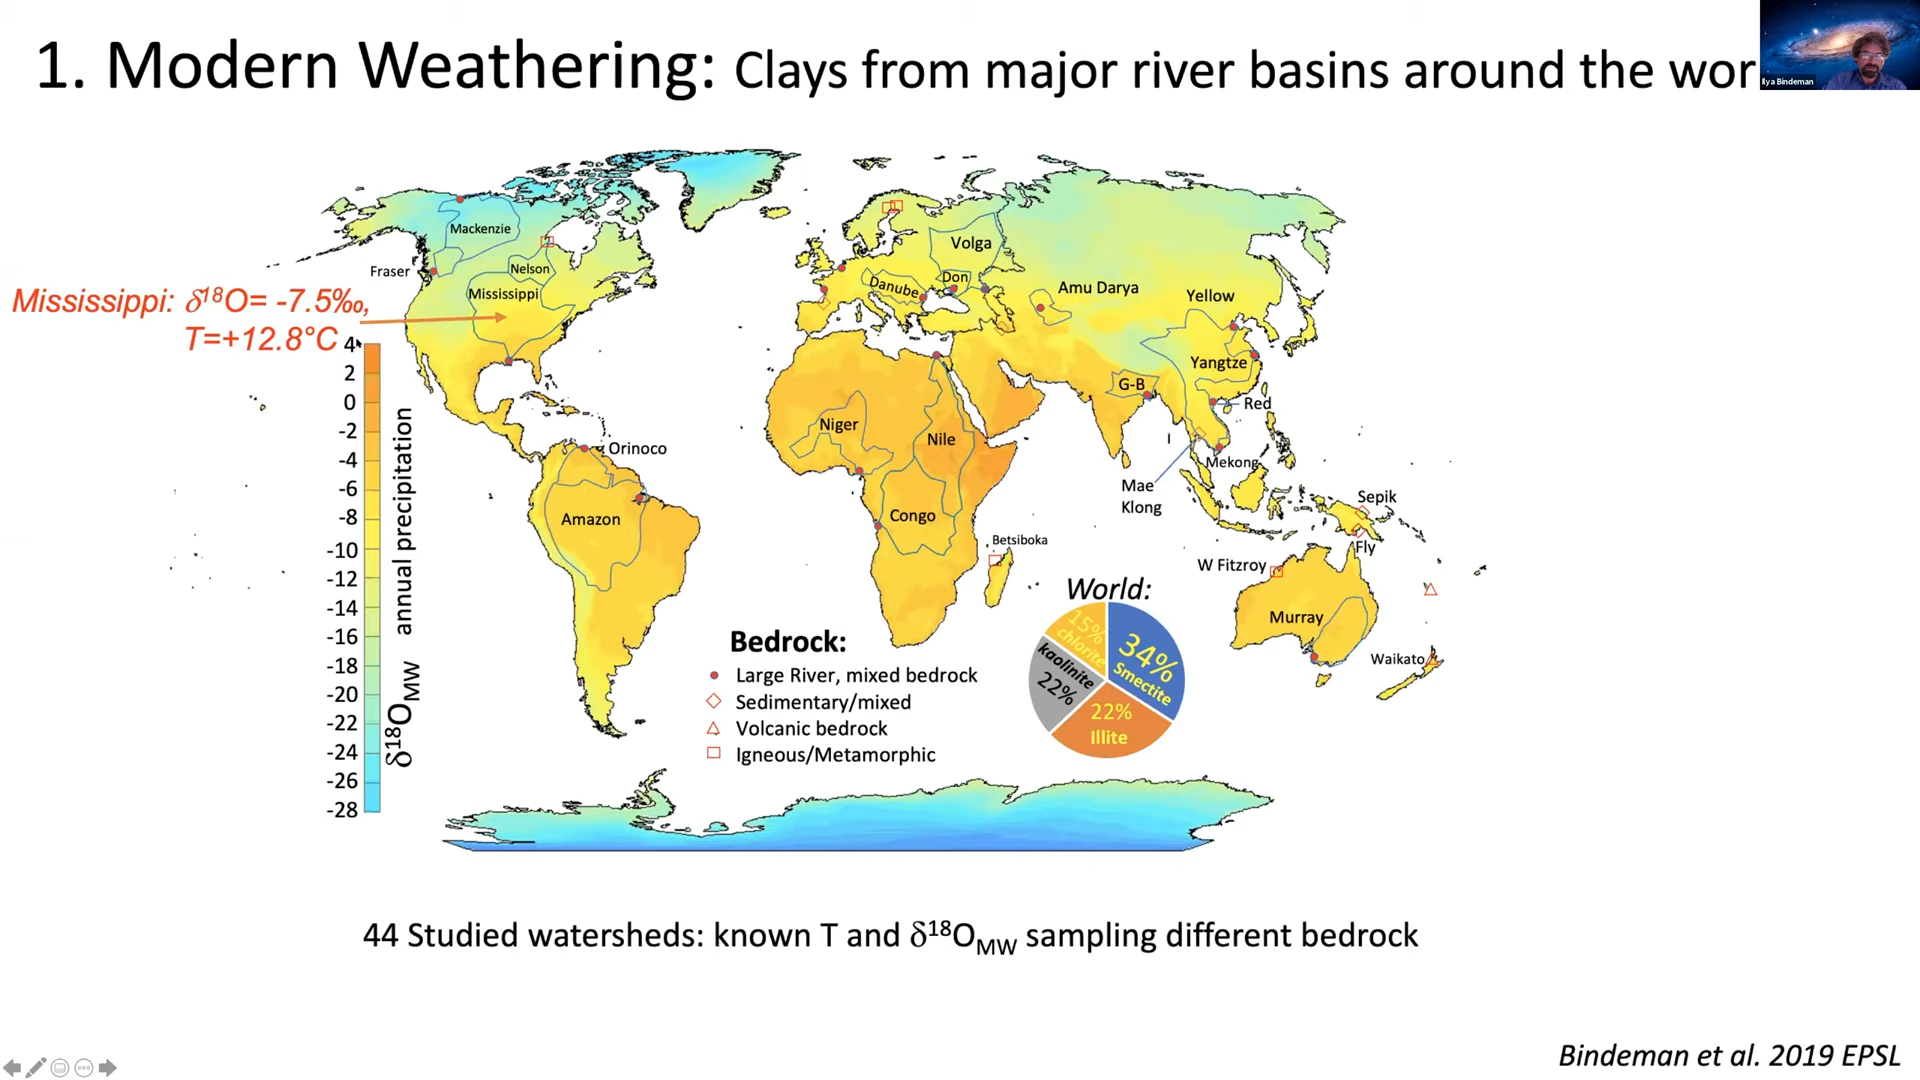 1. Modern Weathering: Clays from major river basins around the wor
Ilya Bindeman
Mackenzie
Fraser
Nelson
Mississippi
Mississippi: δ¹⁸O= -7.5‰,
T=+12.8°C
Volga
Don
Danube
Amu Darya
Yellow
Yangtze
G-B
Red
Niger
Nile
Orinoco
Mekong
Mae
Klong
Amazon
Congo
Sepik
Fly
Betsiboka
W Fitzroy
Murray
Waikato
4
2
0
-2
-4
-6
-8
-10
-12
-14
-16
-18
-20
-22
-24
-26
-28
δ¹⁸O_MW annual precipitation
Bedrock:
Large River, mixed bedrock
Sedimentary/mixed
Volcanic bedrock
Igneous/Metamorphic
World:
15%
chlorite
34%
Smectite
kaolinite
22%
22%
Illite
44 Studied watersheds: known T and δ¹⁸O_MW sampling different bedrock
Bindeman et al. 2019 EPSL